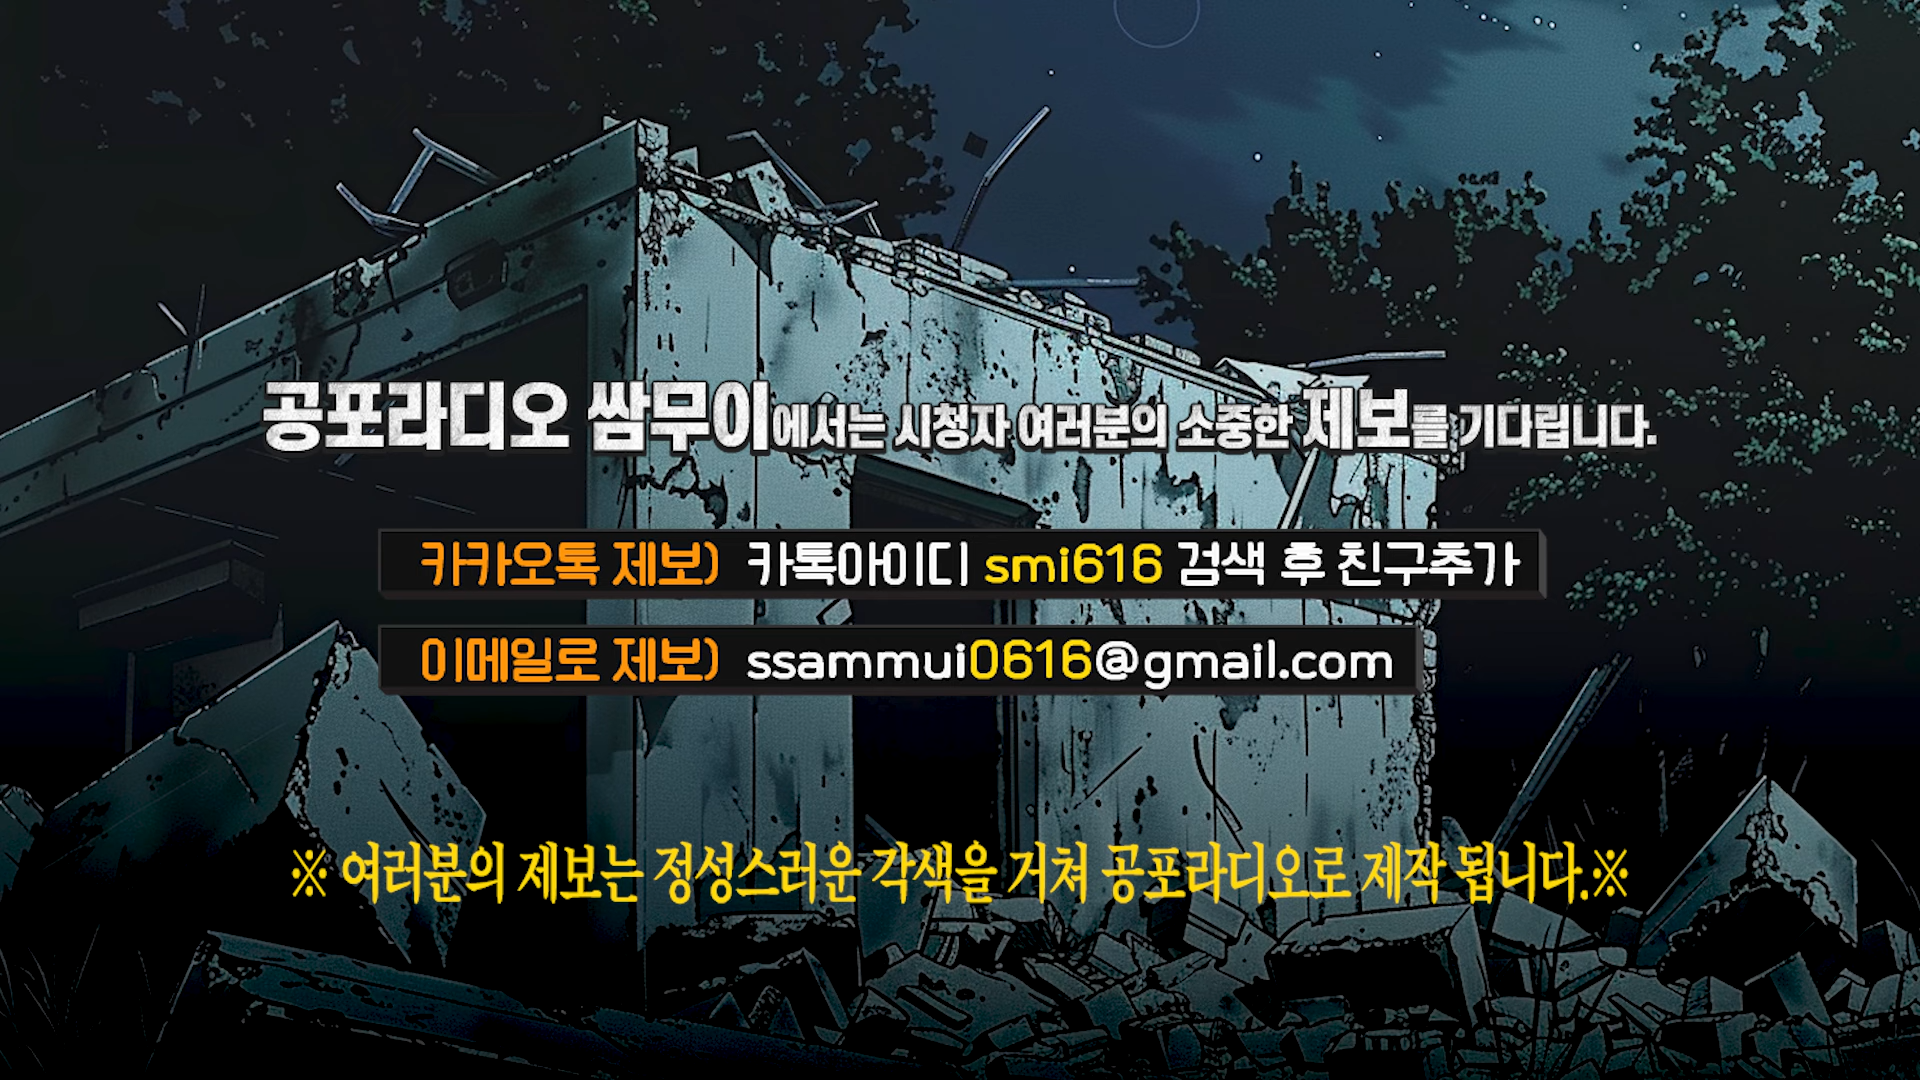 공포라디오 쌈무이에서는 시청자 여러분의 소중한 제보를 기다립니다.
카카오톡 제보) 카톡아이디 smi616 검색 후 친구추가
이메일로 제보) ssammui0616@gmail.com
※ 여러분의 제보는 정성스러운 각색을 거쳐 공포라디오로 제작 됩니다.※